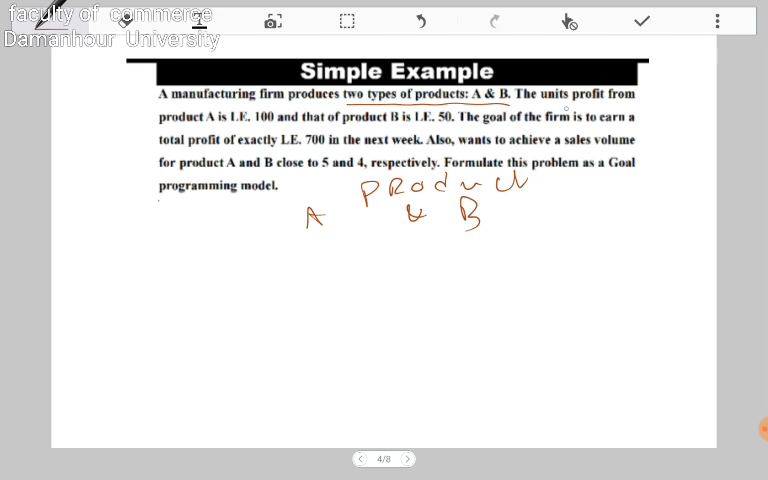 faculty of commerce
Damanhour University
Simple Example
A manufacturing firm produces two types of products: A & B. The units profit from
product A is LE. 100 and that of product B is LE. 50. The goal of the firm is to earn a
total profit of exactly LE. 700 in the next week. Also, wants to achieve a sales volume
for product A and B close to 5 and 4, respectively. Formulate this problem as a Goal
programming model.
PRoduct
A & B
4/8